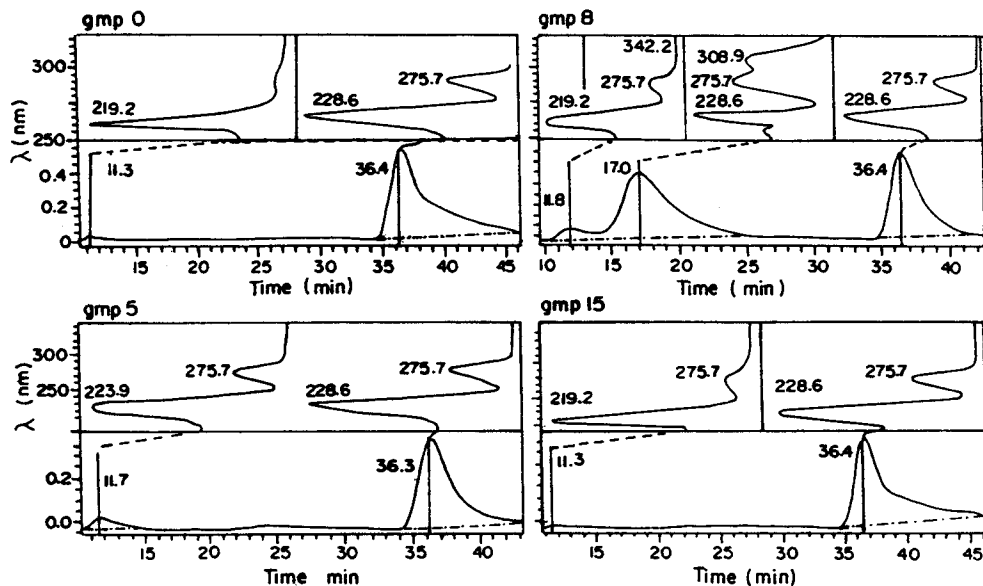 gmp 0
300
250
λ (nm)
219.2
228.6
275.7
0.4
0.2
0
11.3
36.4
15 20 25 30 35 40 45
Time (min)
gmp 8
342.2
308.9
275.7
275.7
275.7
219.2
228.6
228.6
11.8
17.0
36.4
10 15 20 25 30 35 40
Time (min)
gmp 5
300
250
λ (nm)
223.9
275.7
228.6
275.7
0.2
0.0
11.7
36.3
15 20 25 30 35 40
Time min
gmp 15
219.2
275.7
228.6
275.7
11.3
36.4
15 20 25 30 35 40 45
Time (min)